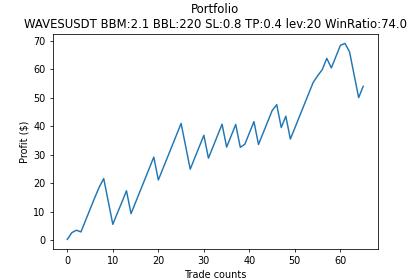 Portfolio
WAVESUSDT BBM:2.1 BBL:220 SL:0.8 TP:0.4 lev:20 WinRatio:74.0
70
60
50
40
30
20
10
0
Profit ($)
0 10 20 30 40 50 60
Trade counts